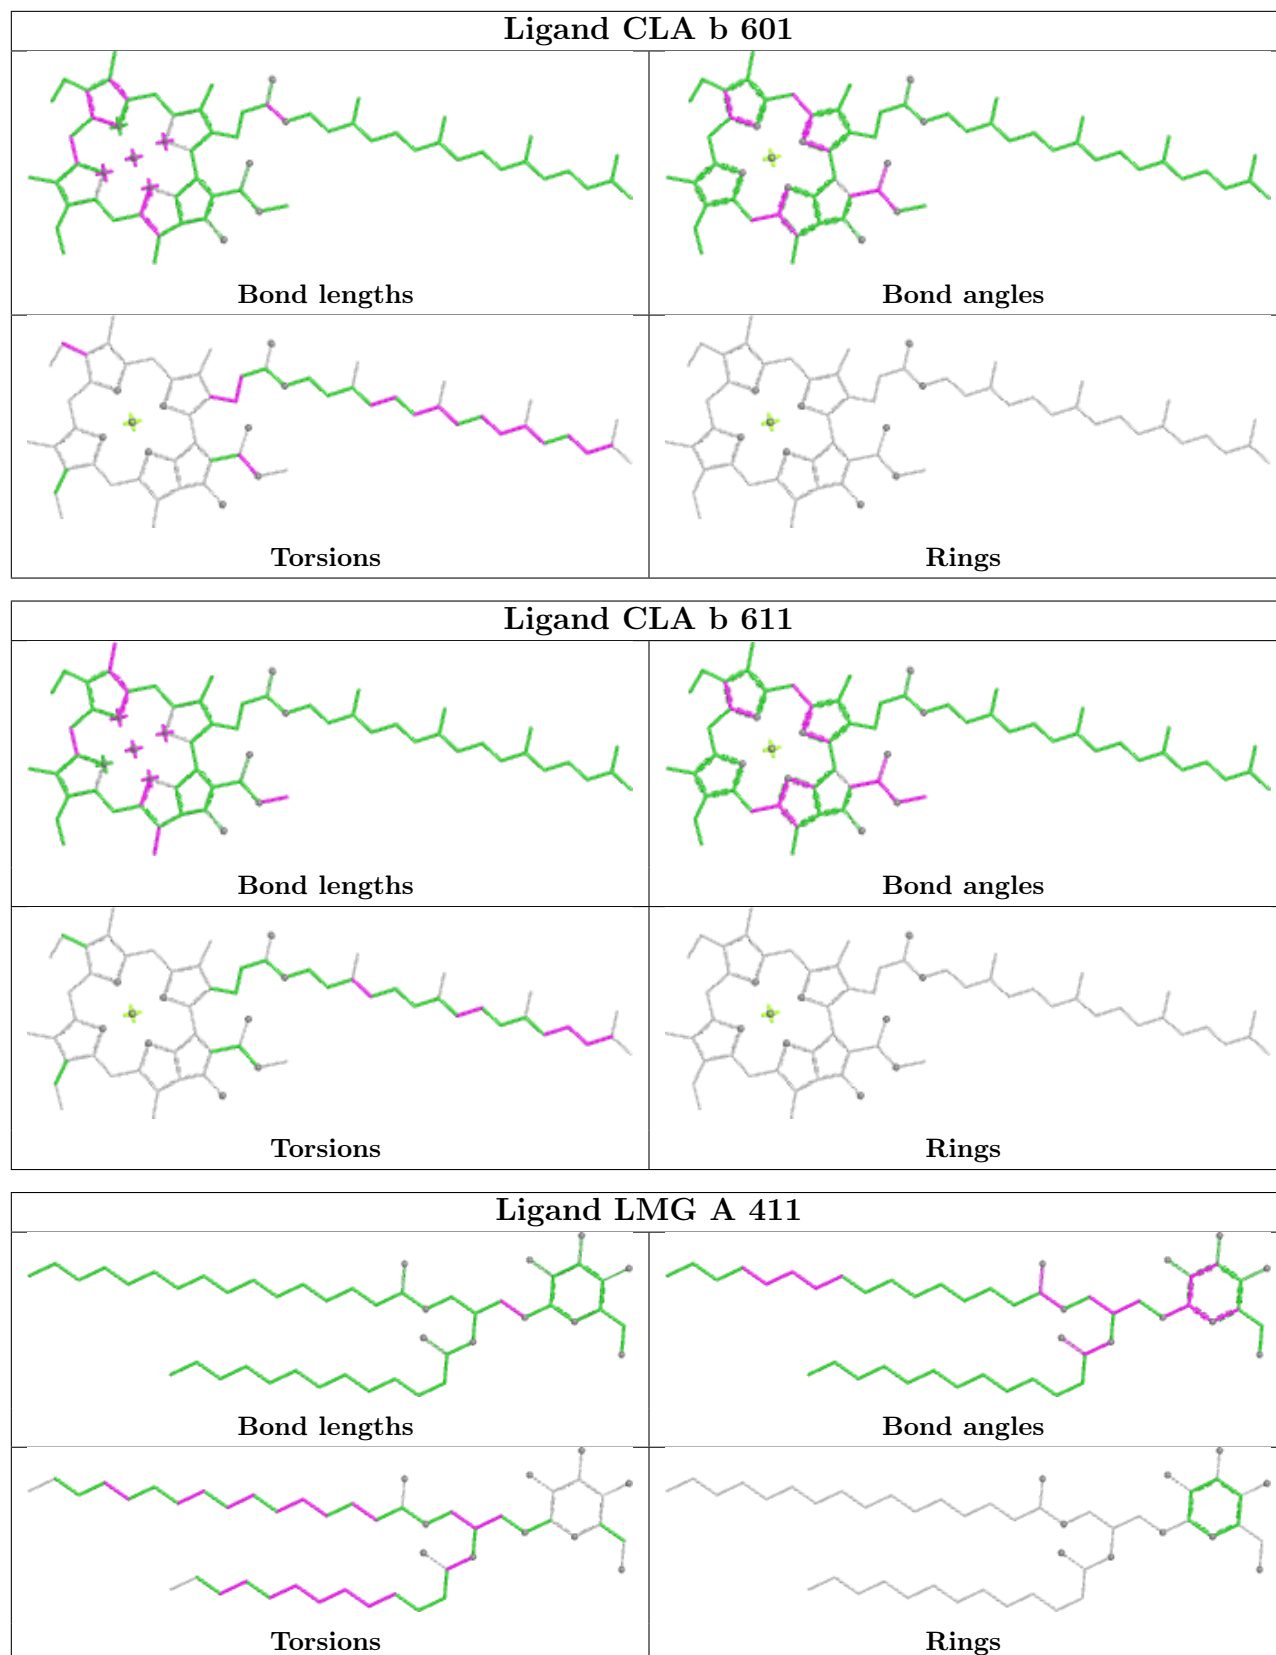 Ligand CLA b 601
Bond lengths
Bond angles
Torsions
Rings
Ligand CLA b 611
Bond lengths
Bond angles
Torsions
Rings
Ligand LMG A 411
Bond lengths
Bond angles
Torsions
Rings